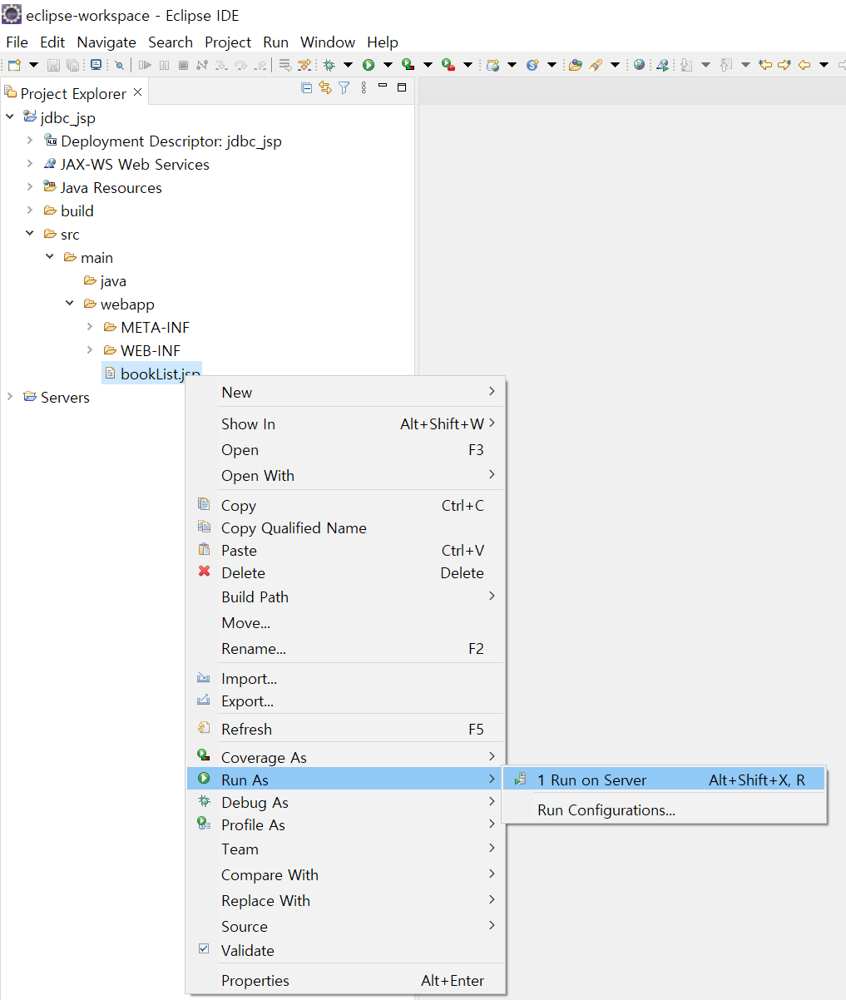 eclipse-workspace - Eclipse IDE
File Edit Navigate Search Project Run Window Help
Project Explorer
jdbc_jsp
Deployment Descriptor: jdbc_jsp
JAX-WS Web Services
Java Resources
build
src
main
java
webapp
META-INF
WEB-INF
bookList.jsp
Servers
New
Show In Alt+Shift+W
Open F3
Open With
Copy Ctrl+C
Copy Qualified Name
Paste Ctrl+V
Delete Delete
Build Path
Move...
Rename... F2
Import...
Export...
Refresh F5
Coverage As
Run As
1 Run on Server Alt+Shift+X, R
Debug As
Run Configurations...
Profile As
Team
Compare With
Replace With
Source
Validate
Properties Alt+Enter